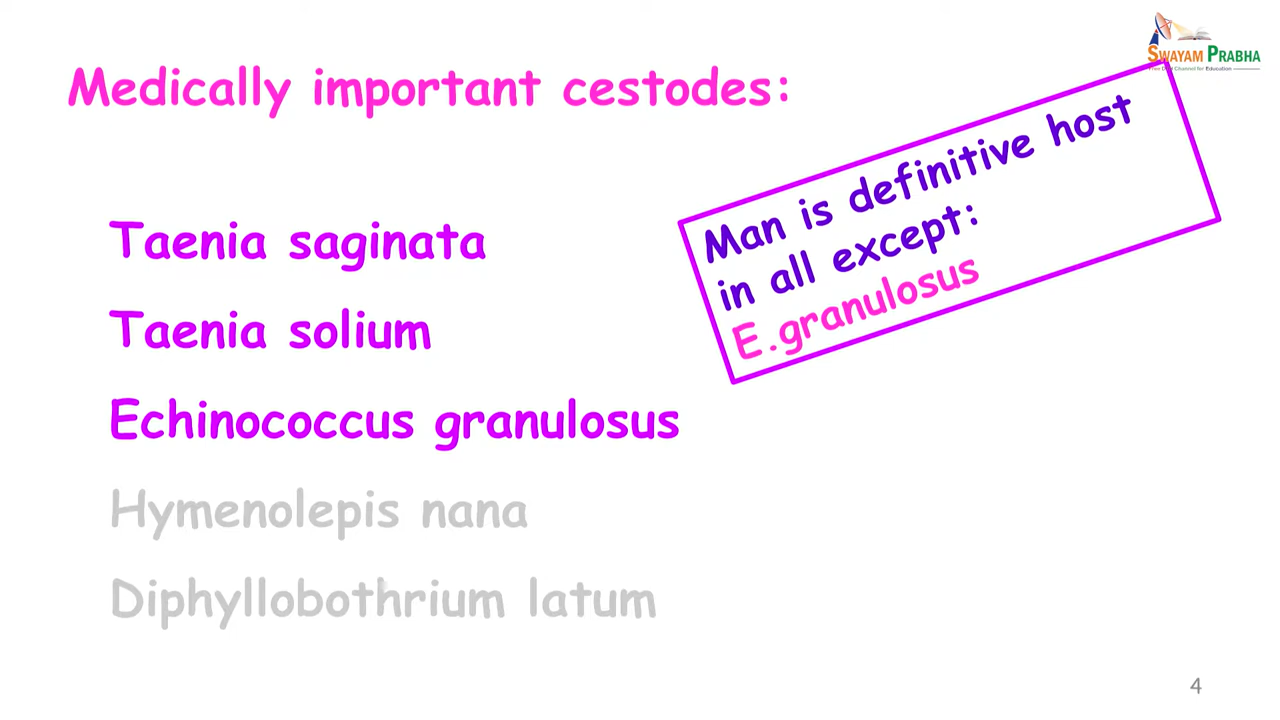 SWAYAM PRABHA
Medically important cestodes:
Man is definitive host
in all except:
E.granulosus
Taenia saginata
Taenia solium
Echinococcus granulosus
Hymenolepis nana
Diphyllobothrium latum
4